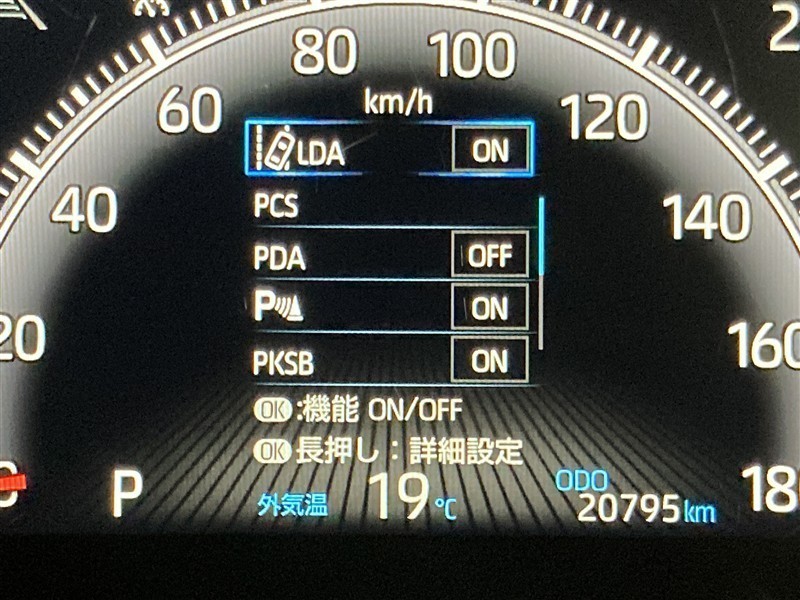 80
100
km/h
60
120
LDA ON
40
PCS
140
PDA OFF
P ON
20
160
PKSB ON
OK:機能 ON/OFF
OK長押し:詳細設定
P
外気温 19℃
ODO
20795km
180